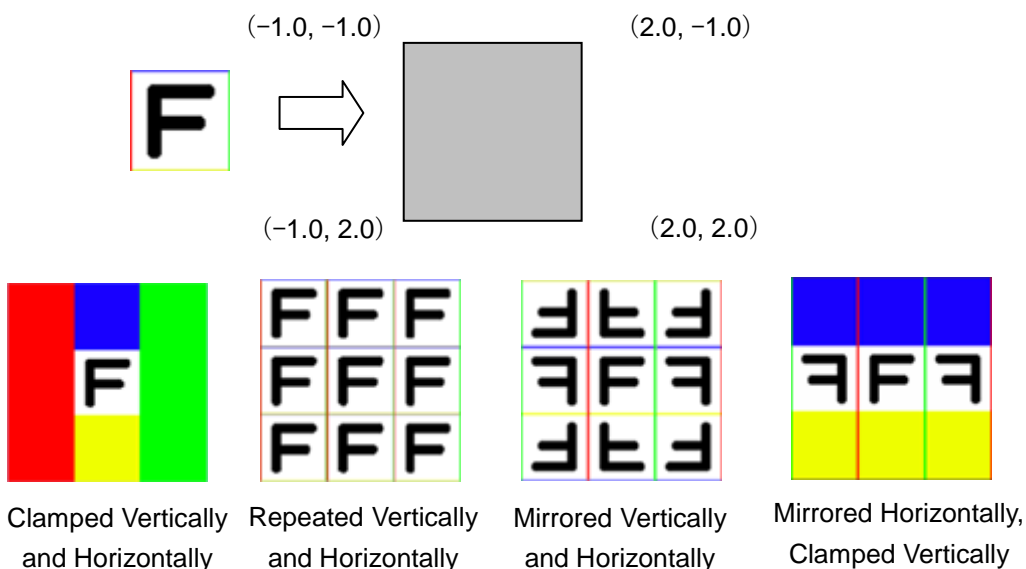 (−1.0, −1.0) (2.0, −1.0)
F
(−1.0, 2.0) (2.0, 2.0)
F
F F F
F F F
F F F
F F F
F F F
F F F
F F F
Clamped Vertically
and Horizontally
Repeated Vertically
and Horizontally
Mirrored Vertically
and Horizontally
Mirrored Horizontally,
Clamped Vertically